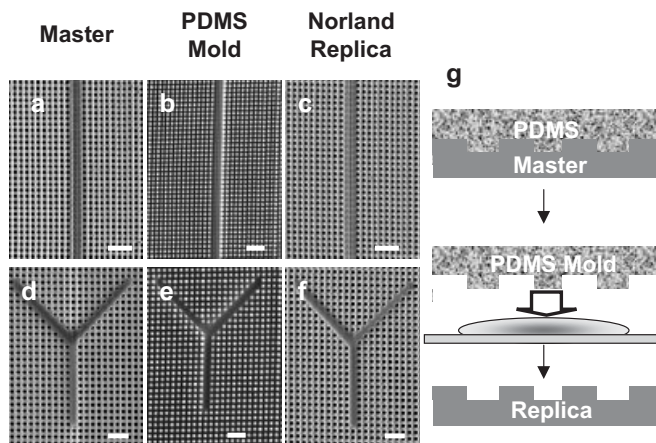 Master
PDMS
Mold
Norland
Replica
a
b
c
d
e
f
g
PDMS
Master
PDMS Mold
Replica